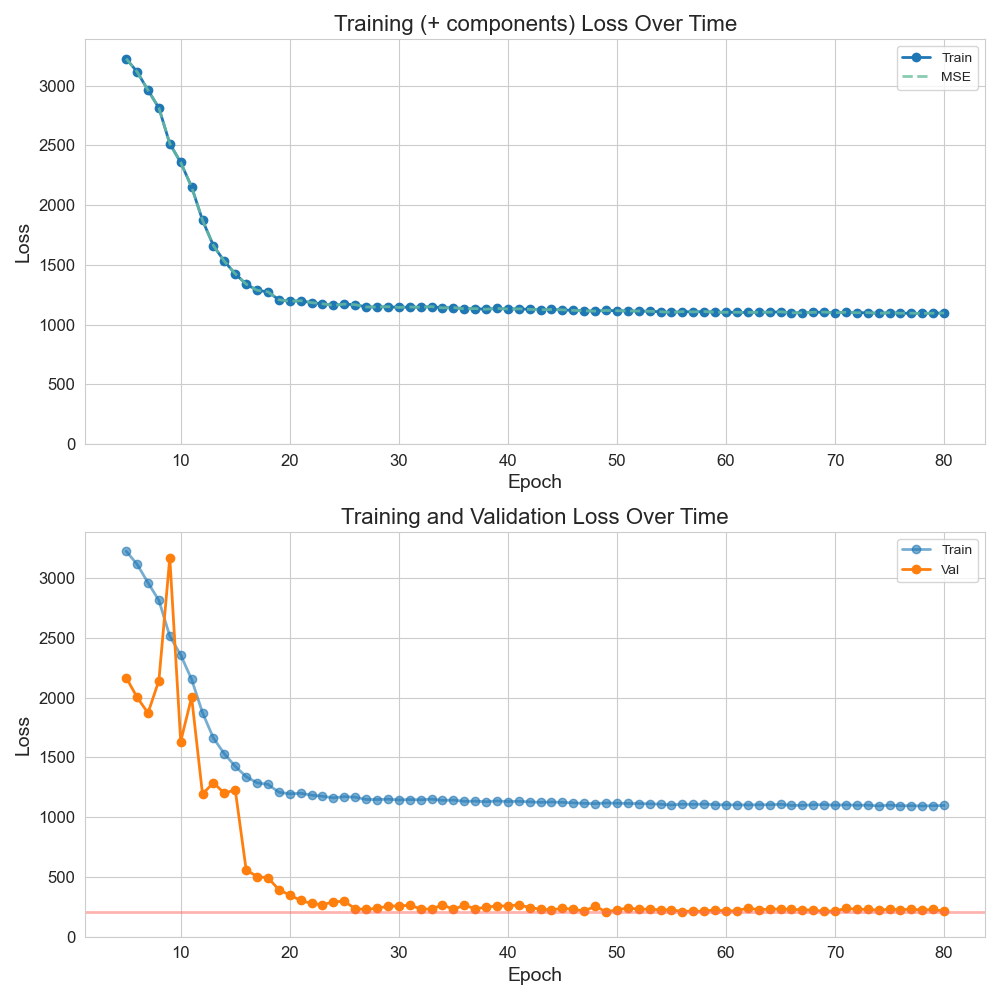 Training (+ components) Loss Over Time
Train
MSE
3000
2500
2000
1500
1000
500
0
Loss
10 20 30 40 50 60 70 80
Epoch
Training and Validation Loss Over Time
Train
Val
3000
2500
2000
1500
1000
500
0
Loss
10 20 30 40 50 60 70 80
Epoch